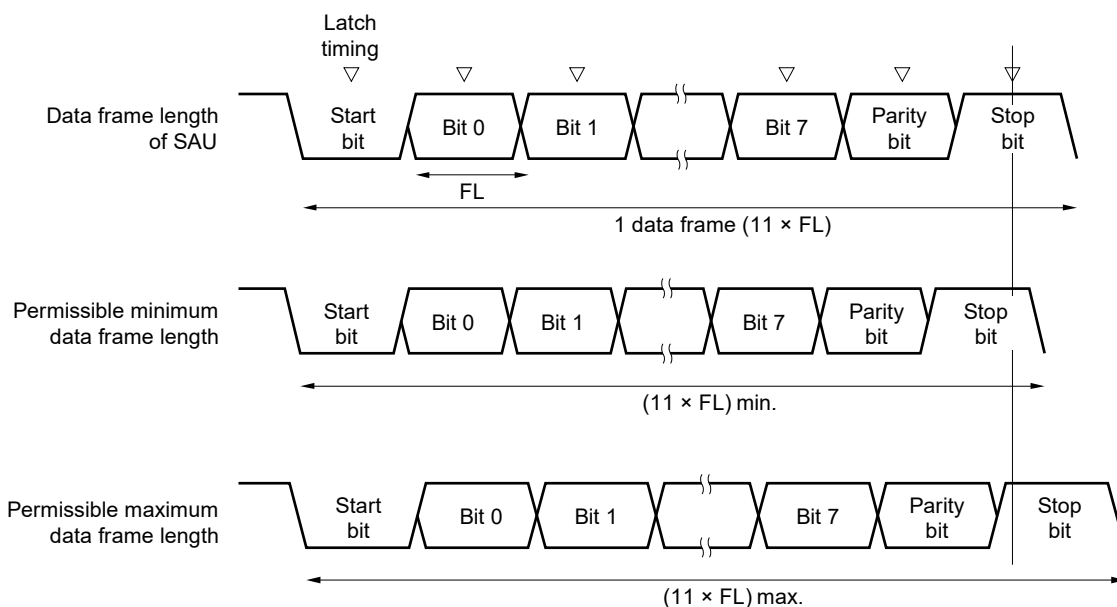 Latch
timing
Data frame length
of SAU
Start
bit
Bit 0
Bit 1
Bit 7
Parity
bit
Stop
bit
FL
1 data frame (11 × FL)
Permissible minimum
data frame length
Start
bit
Bit 0
Bit 1
Bit 7
Parity
bit
Stop
bit
(11 × FL) min.
Permissible maximum
data frame length
Start
bit
Bit 0
Bit 1
Bit 7
Parity
bit
Stop
bit
(11 × FL) max.